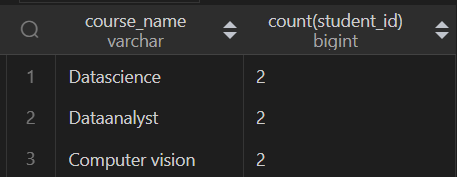 course_name count(student_id)
varchar bigint
1 Datascience 2
2 Dataanalyst 2
3 Computer vision 2